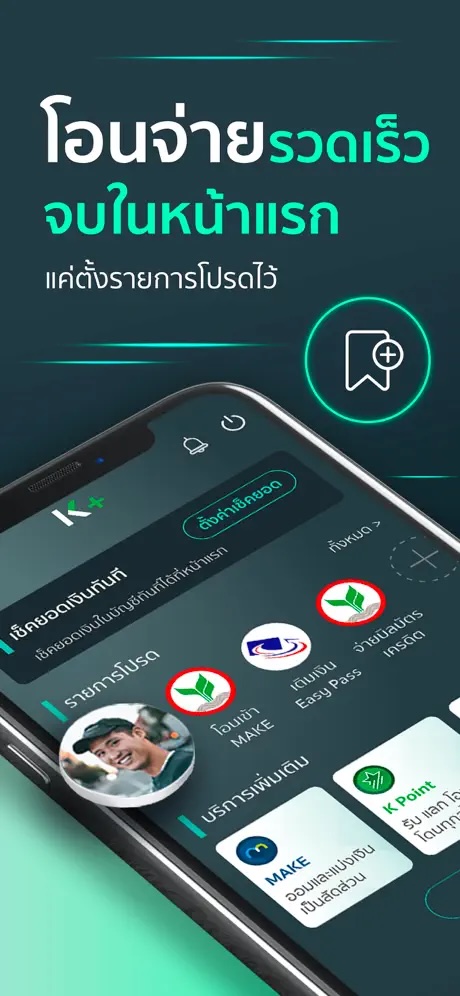 โอนจ่ายรวดเร็ว
จบในหน้าแรก
แค่ตั้งรายการโปรดไว้
K+
เช็คยอดเงินทันที
ตั้งค่าเช็คยอด
เช็คยอดเงินในบัญชีทันทีได้ที่หน้าแรก
รายการโปรด
ทั้งหมด >
โอนเข้า
MAKE
เติมเงิน
Easy Pass
จ่ายบิลบัตร
เครดิต
บริการเพิ่มเติม
MAKE
ออมและแบ่งเงิน
เป็นสัดส่วน
K Point
รับ แลก โอ
โดนทุก